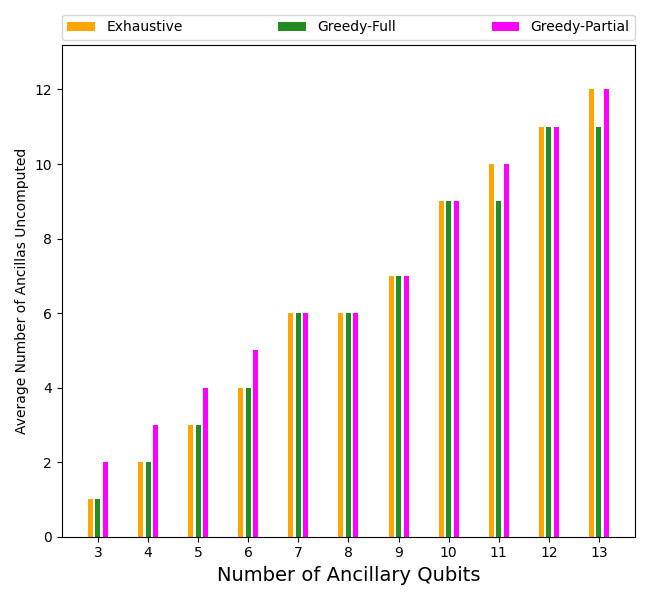 Exhaustive Greedy-Full Greedy-Partial
Average Number of Ancillas Uncomputed
12
10
8
6
4
2
0
3 4 5 6 7 8 9 10 11 12 13
Number of Ancillary Qubits